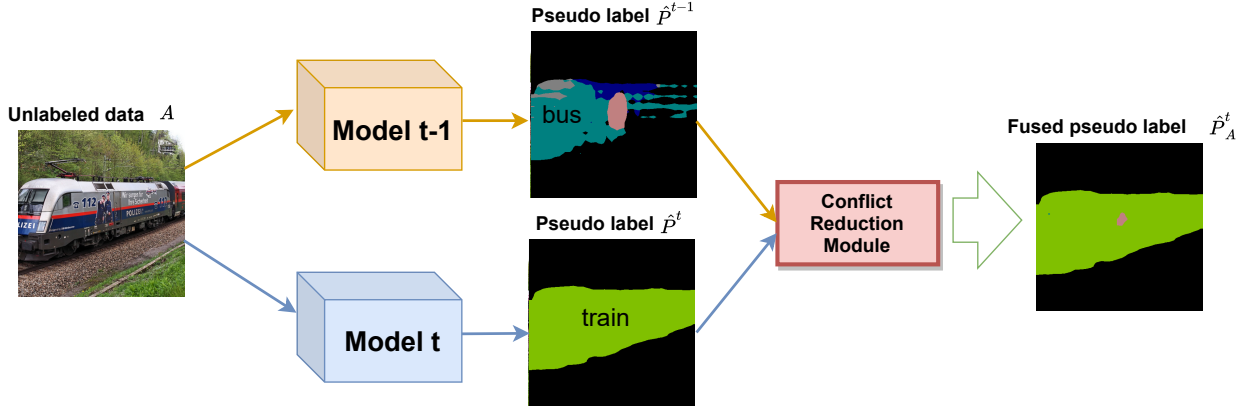 Pseudo label P̂^{t-1}
Unlabeled data A
Model t-1
bus
112
POLIZEI
LIZEI
Pseudo label P̂^t
Model t
train
Conflict
Reduction
Module
Fused pseudo label P̂_A^t